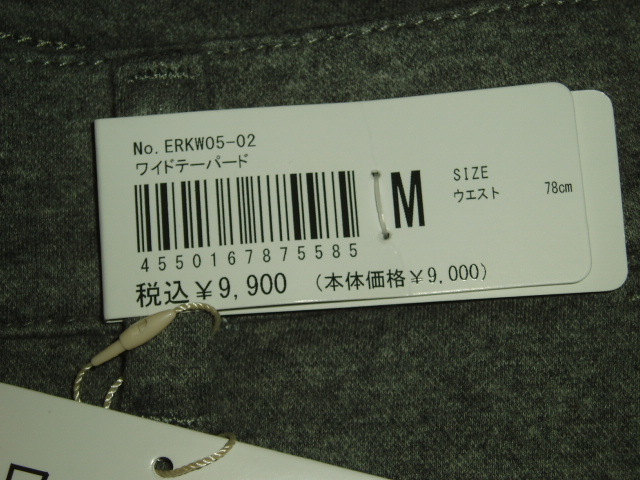 No. ERKW05-02
ワイドテーパード
4550167875585
税込¥9,900 (本体価格¥9,000)
M
SIZE
ウエスト 78cm